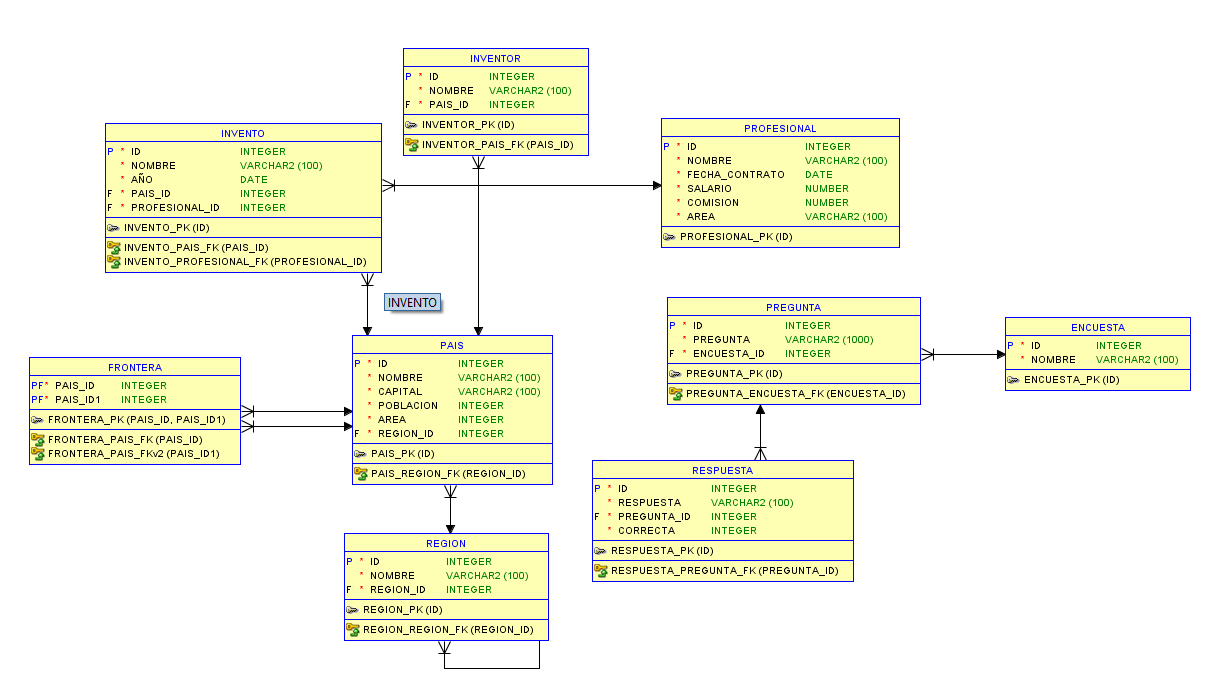 INVENTOR
P * ID INTEGER
* NOMBRE VARCHAR2 (100)
F * PAIS_ID INTEGER
INVENTOR_PK (ID)
INVENTOR_PAIS_FK (PAIS_ID)
INVENTO
P * ID INTEGER
* NOMBRE VARCHAR2 (100)
* AÑO DATE
F * PAIS_ID INTEGER
F * PROFESIONAL_ID INTEGER
INVENTO_PK (ID)
INVENTO_PAIS_FK (PAIS_ID)
INVENTO_PROFESIONAL_FK (PROFESIONAL_ID)
PROFESIONAL
P * ID INTEGER
* NOMBRE VARCHAR2 (100)
* FECHA_CONTRATO DATE
* SALARIO NUMBER
* COMISION NUMBER
* AREA VARCHAR2 (100)
PROFESIONAL_PK (ID)
INVENTO
PAIS
P * ID INTEGER
* NOMBRE VARCHAR2 (100)
* CAPITAL VARCHAR2 (100)
* POBLACION INTEGER
* AREA INTEGER
F * REGION_ID INTEGER
PAIS_PK (ID)
PAIS_REGION_FK (REGION_ID)
FRONTERA
PF* PAIS_ID INTEGER
PF* PAIS_ID1 INTEGER
FRONTERA_PK (PAIS_ID, PAIS_ID1)
FRONTERA_PAIS_FK (PAIS_ID)
FRONTERA_PAIS_FKv2 (PAIS_ID1)
PREGUNTA
P * ID INTEGER
* PREGUNTA VARCHAR2 (1000)
F * ENCUESTA_ID INTEGER
PREGUNTA_PK (ID)
PREGUNTA_ENCUESTA_FK (ENCUESTA_ID)
ENCUESTA
P * ID INTEGER
* NOMBRE VARCHAR2 (100)
ENCUESTA_PK (ID)
RESPUESTA
P * ID INTEGER
* RESPUESTA VARCHAR2 (100)
F * PREGUNTA_ID INTEGER
* CORRECTA INTEGER
RESPUESTA_PK (ID)
RESPUESTA_PREGUNTA_FK (PREGUNTA_ID)
REGION
P * ID INTEGER
* NOMBRE VARCHAR2 (100)
F * REGION_ID INTEGER
REGION_PK (ID)
REGION_REGION_FK (REGION_ID)